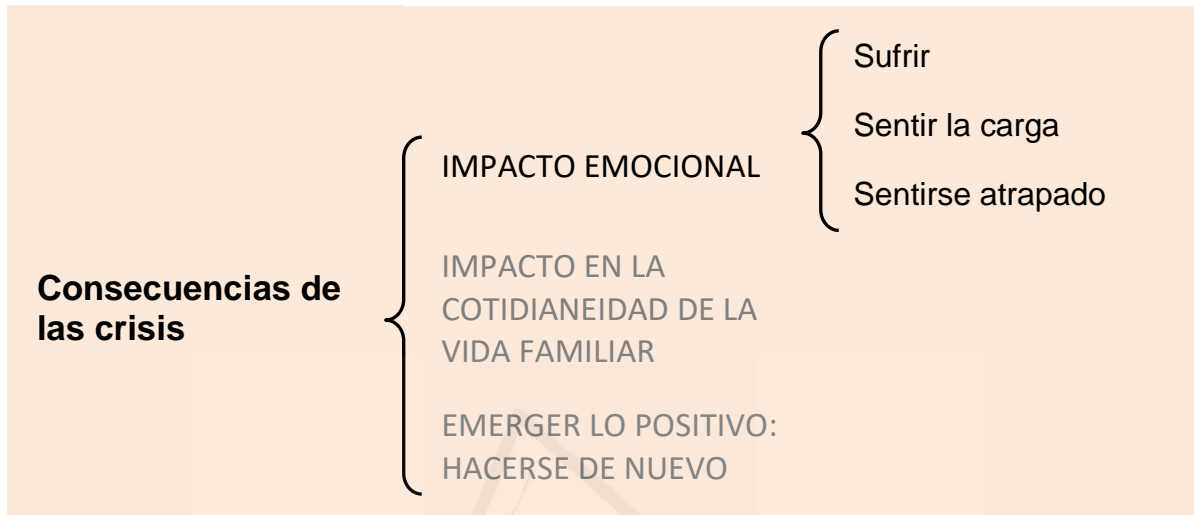 Consecuencias de
las crisis
IMPACTO EMOCIONAL
Sufrir
Sentir la carga
Sentirse atrapado
IMPACTO EN LA
COTIDIANEIDAD DE LA
VIDA FAMILIAR
EMERGER LO POSITIVO:
HACERSE DE NUEVO